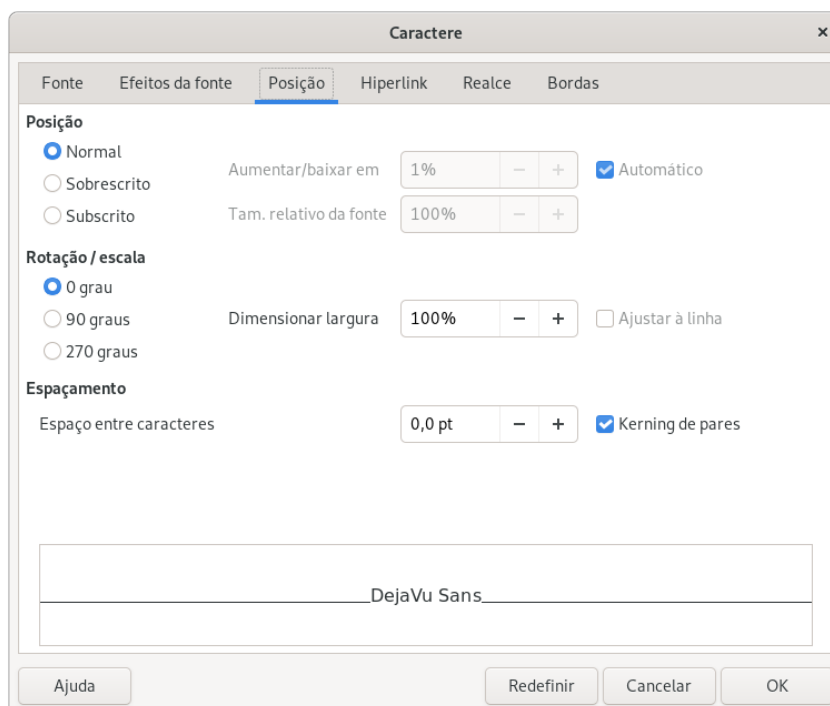 Caractere
Fonte Efeitos da fonte Posição Hiperlink Realce Bordas
Posição
Normal
Aumentar/baixar em 1% Automático
Sobrescrito
Subscrito Tam. relativo da fonte 100%
Rotação / escala
0 grau
90 graus Dimensionar largura 100% Ajustar à linha
270 graus
Espaçamento
Espaço entre caracteres 0,0 pt Kerning de pares
DejaVu Sans
Ajuda Redefinir Cancelar OK